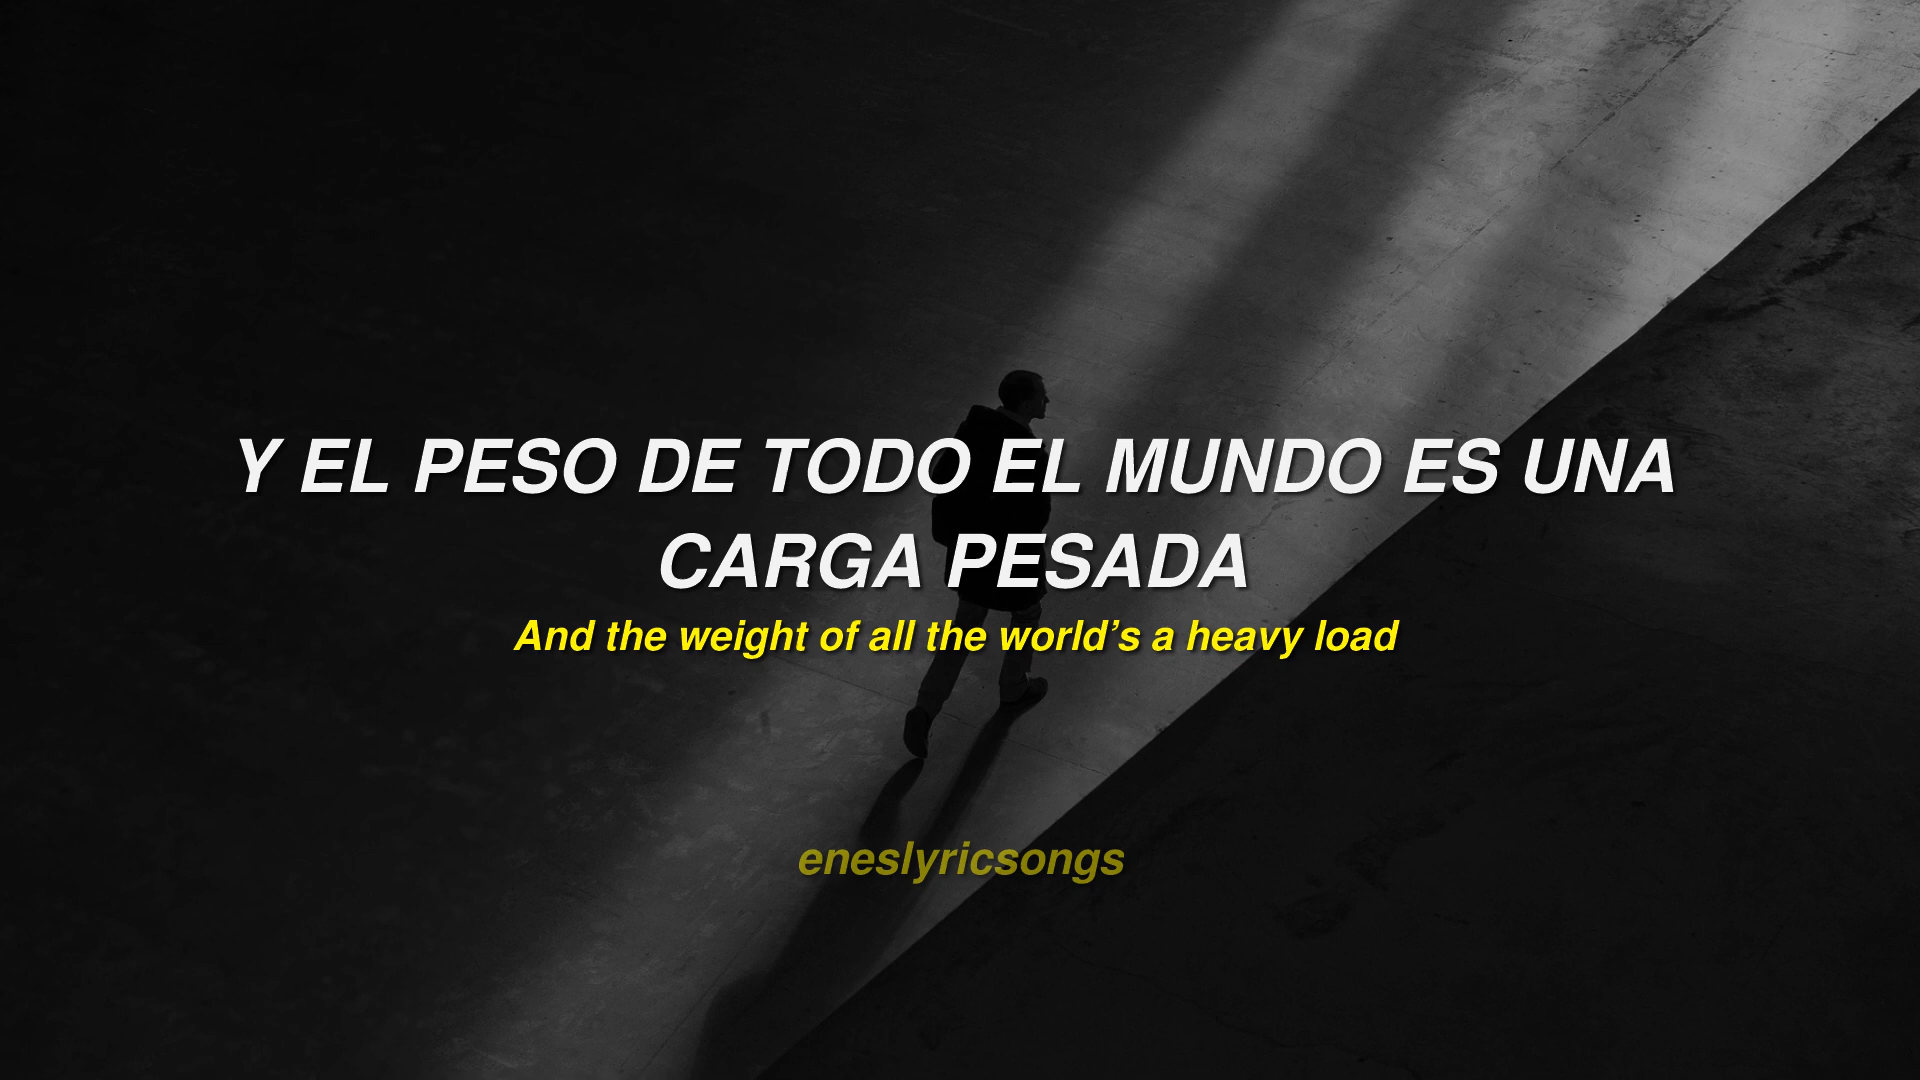 Y EL PESO DE TODO EL MUNDO ES UNA
CARGA PESADA
And the weight of all the world’s a heavy load
eneslyricsongs